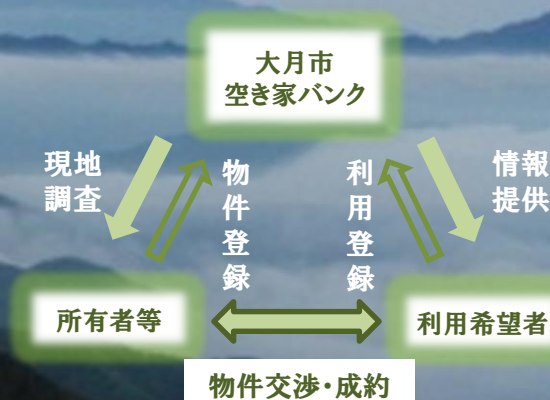 大月市
空き家バンク
現地
調査
物件登録
利用登録
情報
提供
所有者等
利用希望者
物件交渉・成約